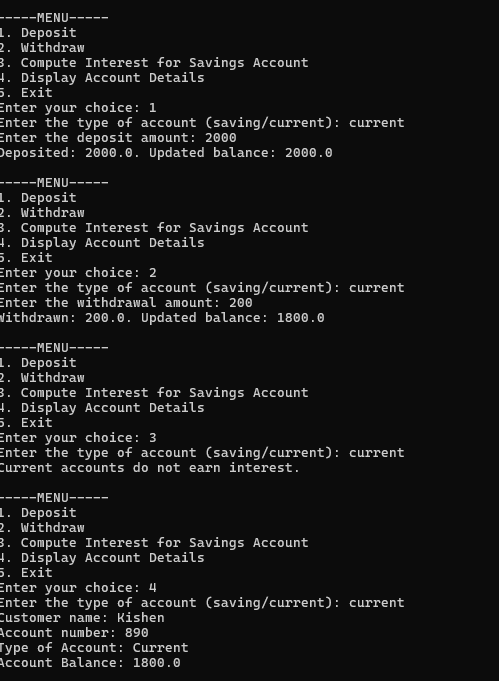 -----MENU-----
1. Deposit
2. Withdraw
3. Compute Interest for Savings Account
4. Display Account Details
5. Exit
Enter your choice: 1
Enter the type of account (saving/current): current
Enter the deposit amount: 2000
Deposited: 2000.0. Updated balance: 2000.0
-----MENU-----
1. Deposit
2. Withdraw
3. Compute Interest for Savings Account
4. Display Account Details
5. Exit
Enter your choice: 2
Enter the type of account (saving/current): current
Enter the withdrawal amount: 200
Withdrawn: 200.0. Updated balance: 1800.0
-----MENU-----
1. Deposit
2. Withdraw
3. Compute Interest for Savings Account
4. Display Account Details
5. Exit
Enter your choice: 3
Enter the type of account (saving/current): current
Current accounts do not earn interest.
-----MENU-----
1. Deposit
2. Withdraw
3. Compute Interest for Savings Account
4. Display Account Details
5. Exit
Enter your choice: 4
Enter the type of account (saving/current): current
Customer name: Kishen
Account number: 890
Type of Account: Current
Account Balance: 1800.0